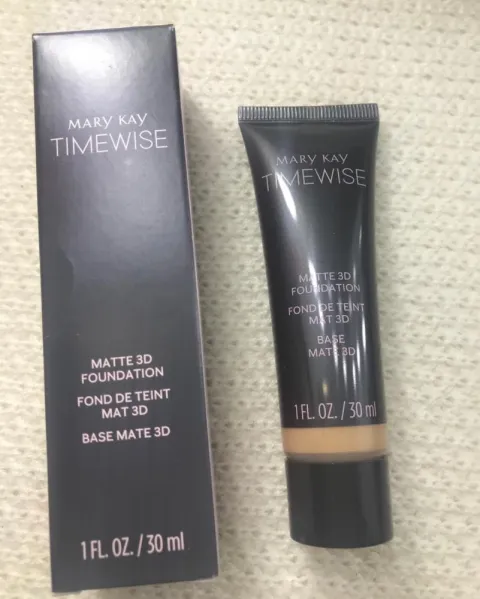 MARY KAY
TIMEWISE
MATTE 3D
FOUNDATION
FOND DE TEINT
MAT 3D
BASE MATE 3D
1 FL. OZ. / 30 ml
MARY KAY
TIMEWISE
MATTE 3D
FOUNDATION
FOND DE TEINT
MAT 3D
BASE
MATE 3D
1 FL. OZ. / 30 ml